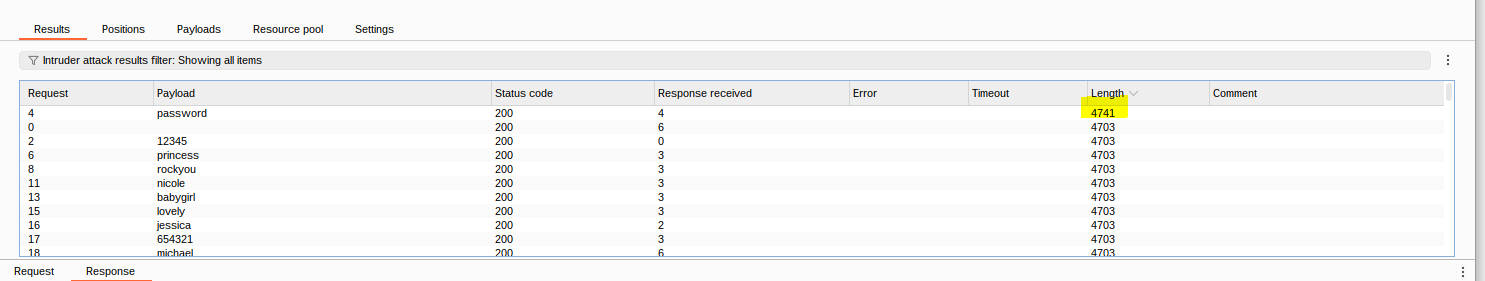 Results Positions Payloads Resource pool Settings
Intruder attack results filter: Showing all items
Request Payload Status code Response received Error Timeout Length Comment
4 password 200 4 4741
0 200 6 4703
2 12345 200 0 4703
6 princess 200 3 4703
8 rockyou 200 3 4703
11 nicole 200 3 4703
13 babygirl 200 3 4703
15 lovely 200 3 4703
16 jessica 200 2 4703
17 654321 200 3 4703
18 michael 200 6 4703
Request Response